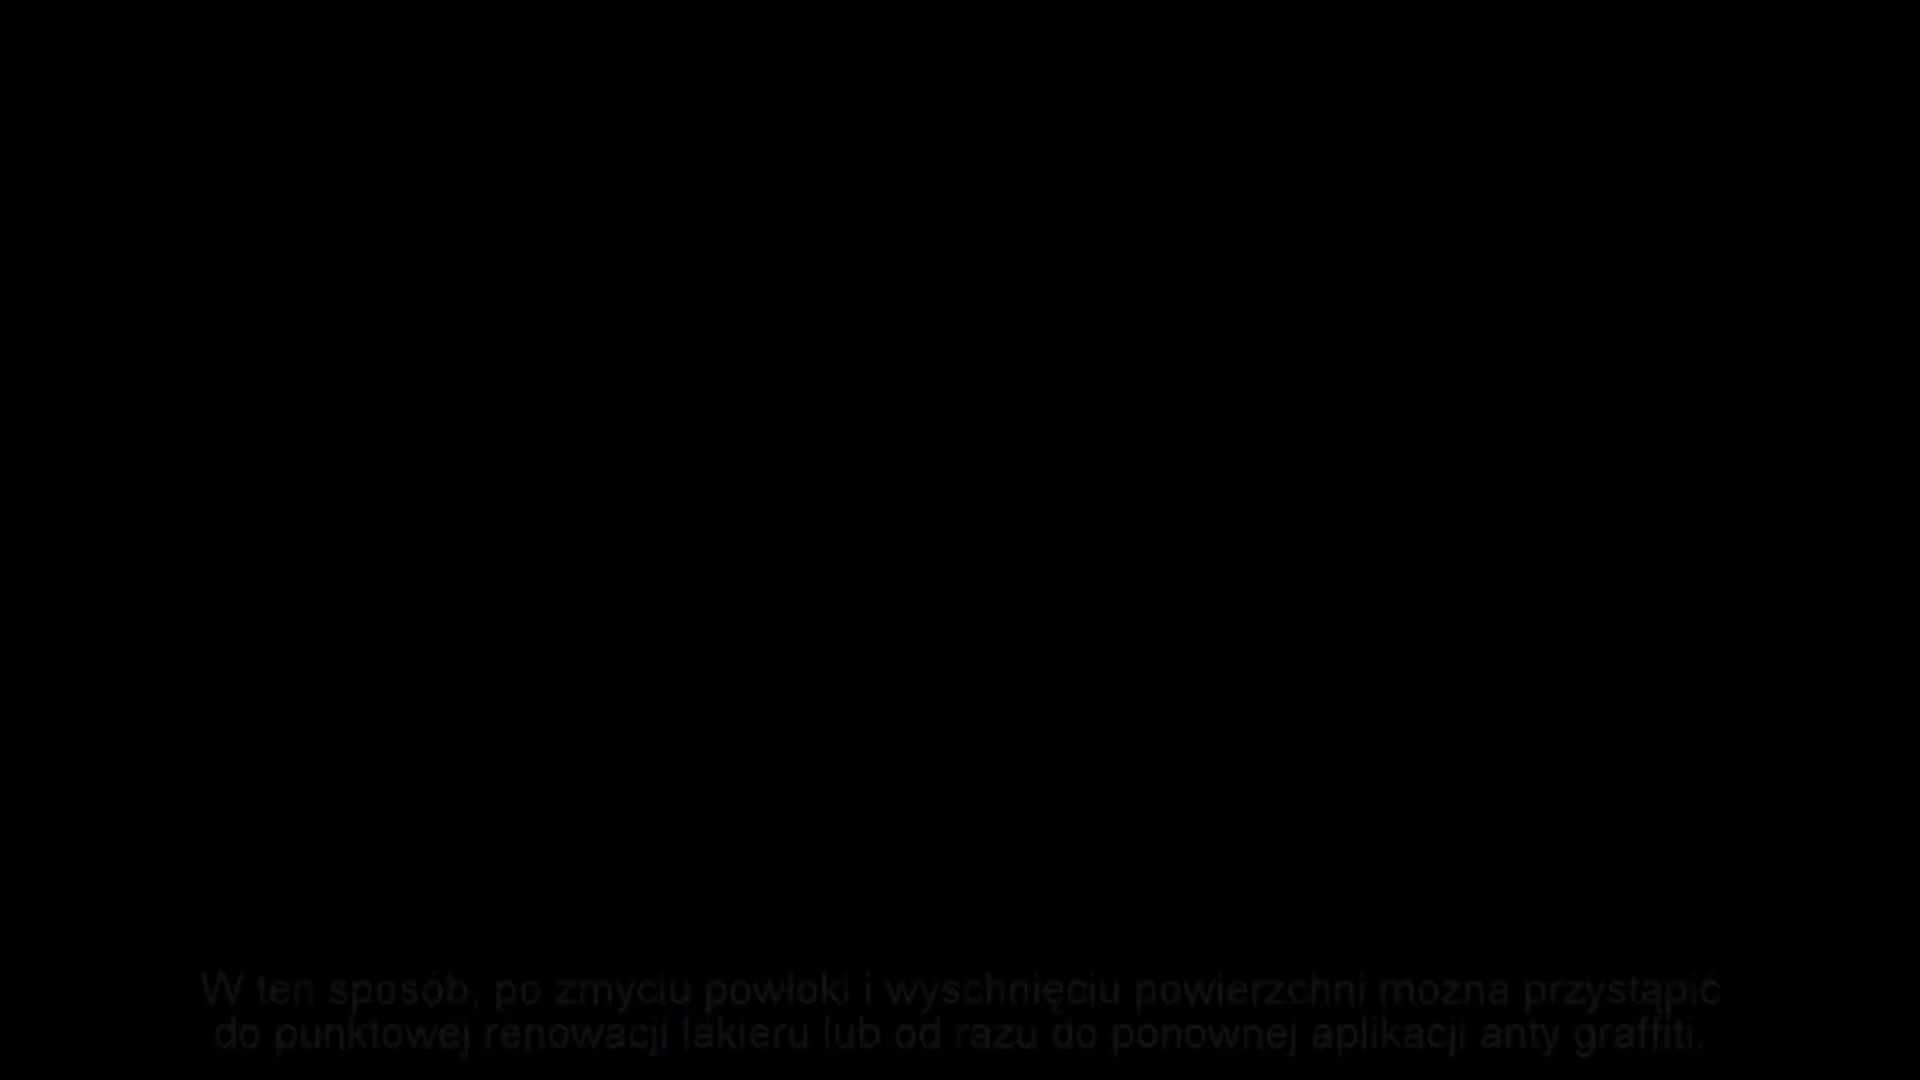 W ten sposób, po zmyciu powłoki i wyschnięciu powierzchni mozna przystąpić
do punktowej renowacji lakieru lub od razu do ponownej aplikacji anty graffiti.